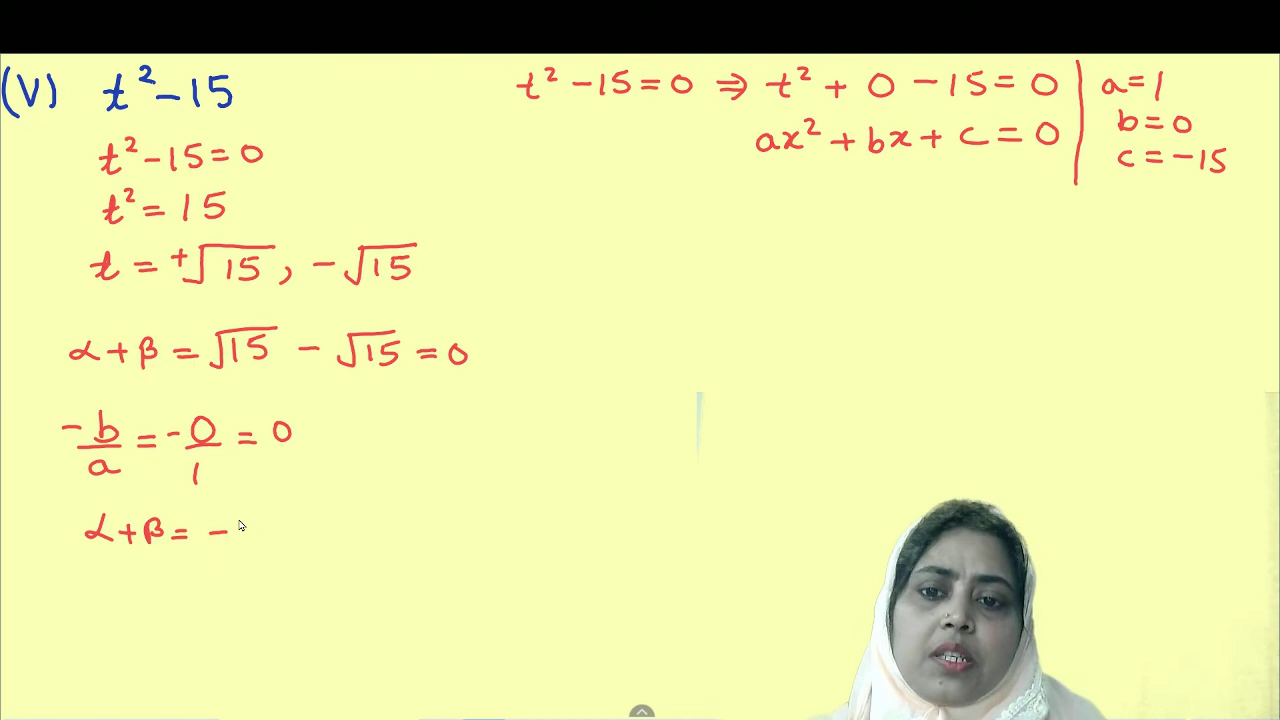 (V) t² - 15
t² - 15 = 0
t² = 15
t = +√15, -√15
α + β = √15 - √15 = 0
-b/a = -0/1 = 0
α + β = -
t² - 15 = 0 ⇒ t² + 0 - 15 = 0
ax² + bx + c = 0
a = 1
b = 0
c = -15